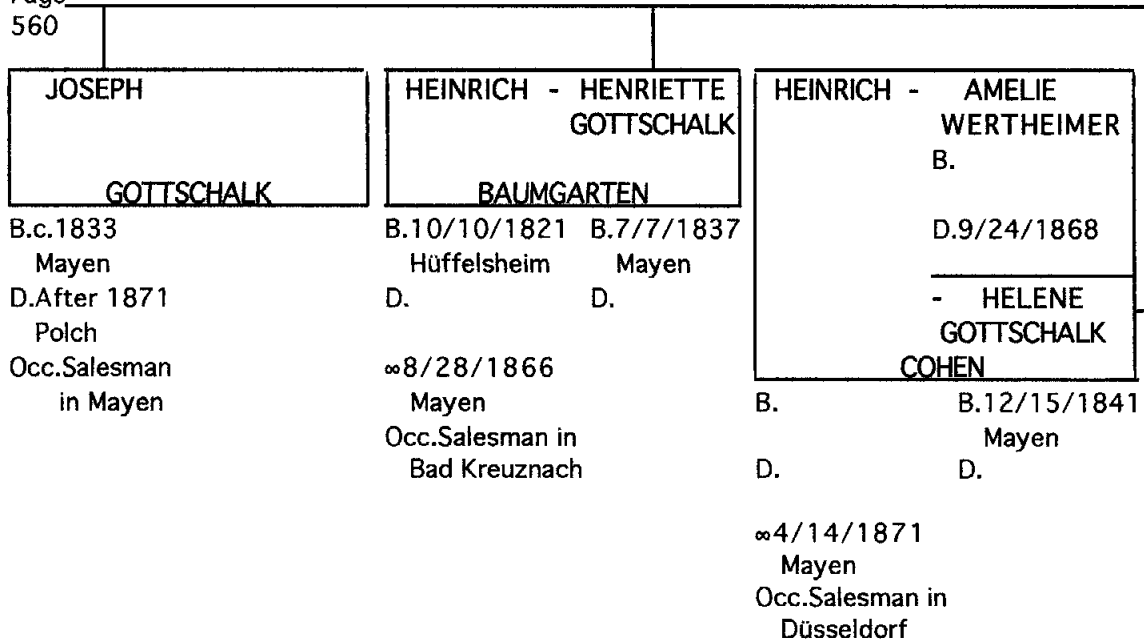 560
JOSEPH
GOTTSCHALK
B.c.1833
Mayen
D.After 1871
Polch
Occ.Salesman
in Mayen
HEINRICH - HENRIETTE
GOTTSCHALK
BAUMGARTEN
B.10/10/1821 B.7/7/1837
Hüffelsheim Mayen
D. D.
∞8/28/1866
Mayen
Occ.Salesman in
Bad Kreuznach
HEINRICH - AMELIE
WERTHEIMER
B.
D.9/24/1868
- HELENE
GOTTSCHALK
COHEN
B. B.12/15/1841
Mayen
D. D.
∞4/14/1871
Mayen
Occ.Salesman in
Düsseldorf